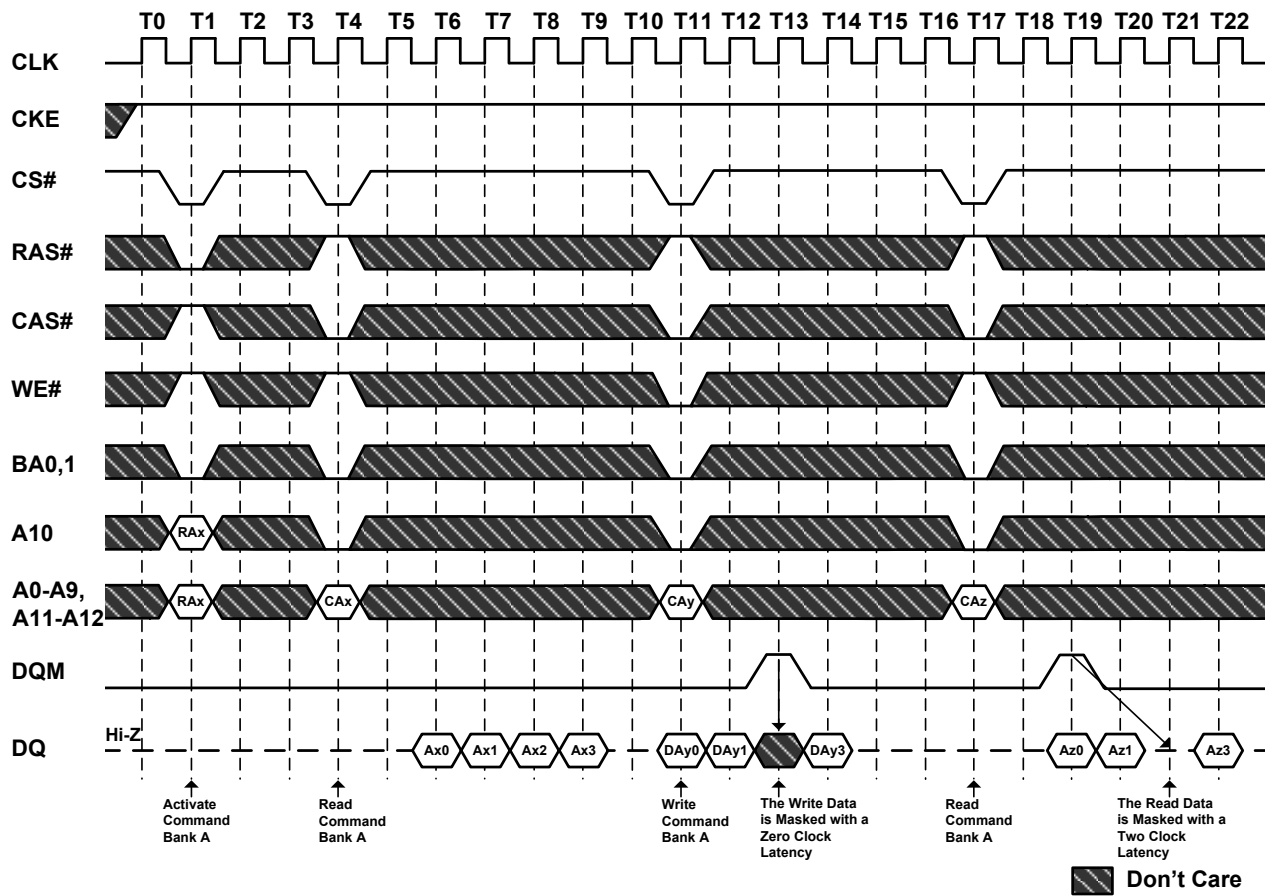 T0 T1 T2 T3 T4 T5 T6 T7 T8 T9 T10 T11 T12 T13 T14 T15 T16 T17 T18 T19 T20 T21 T22
CLK
CKE
CS#
RAS#
CAS#
WE#
BA0,1
A10
RAx
A0-A9,
A11-A12
RAx CAx CAy CAz
DQM
DQ
Hi-Z
Ax0 Ax1 Ax2 Ax3 DAy0 DAy1 DAy3 Az0 Az1 Az3
Activate
Command
Bank A
Read
Command
Bank A
Write
Command
Bank A
The Write Data
is Masked with a
Zero Clock
Latency
Read
Command
Bank A
The Read Data
is Masked with a
Two Clock
Latency
Don't Care